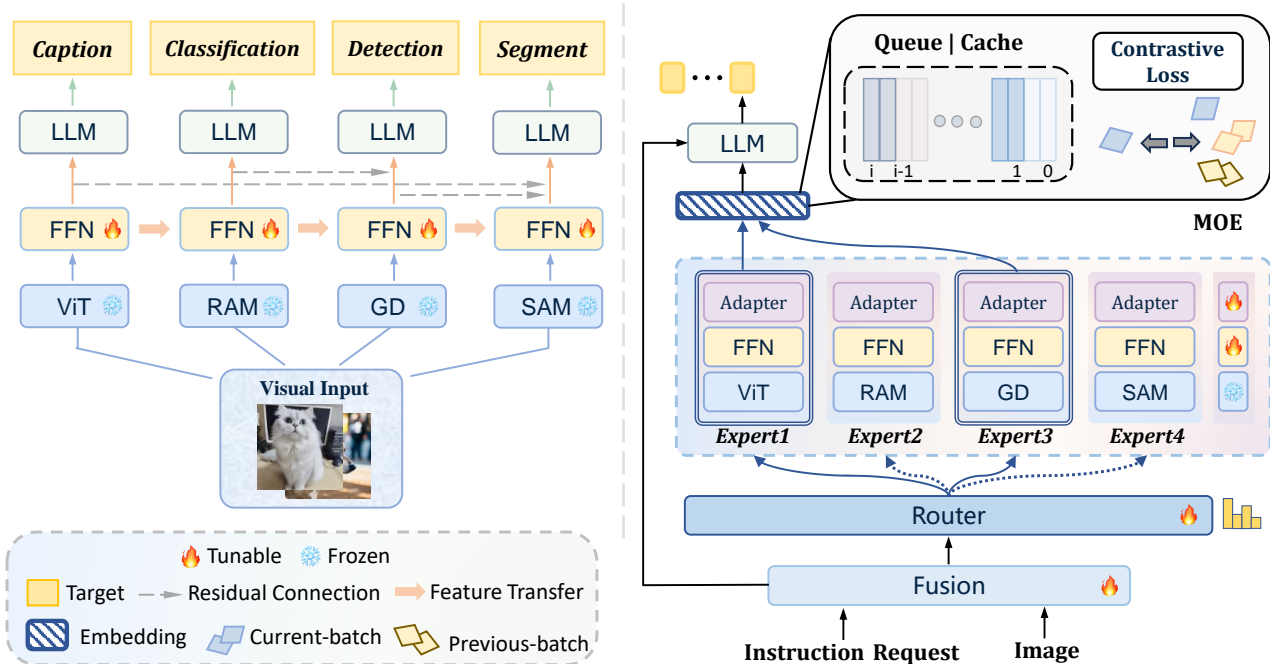 Caption
Classification
Detection
Segment
LLM
LLM
LLM
LLM
FFN
FFN
FFN
FFN
ViT
RAM
GD
SAM
Visual Input
Tunable
Frozen
Target
Residual Connection
Feature Transfer
Embedding
Current-batch
Previous-batch
Queue | Cache
Contrastive
Loss
i
i-1
1
0
MOE
LLM
Adapter
Adapter
Adapter
Adapter
FFN
FFN
FFN
FFN
ViT
RAM
GD
SAM
Expert1
Expert2
Expert3
Expert4
Router
Fusion
Instruction Request
Image